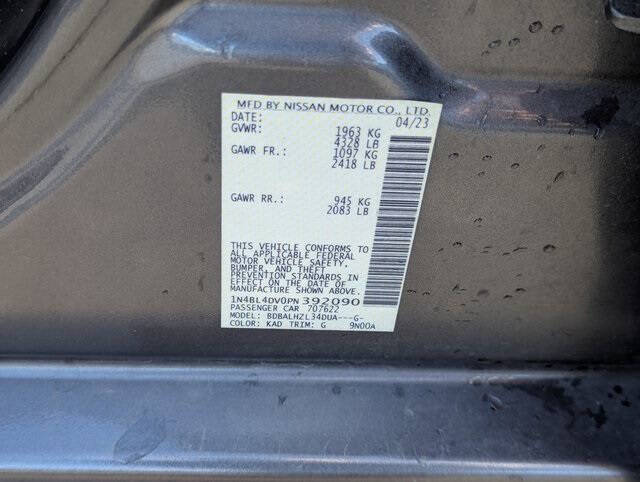 MFD BY NISSAN MOTOR CO., LTD.
DATE: 04/23
GVWR: 1963 KG
4328 LB
GAWR FR.: 1097 KG
2418 LB
GAWR RR.: 945 KG
2083 LB
THIS VEHICLE CONFORMS TO
ALL APPLICABLE FEDERAL
MOTOR VEHICLE SAFETY,
BUMPER, AND THEFT
PREVENTION STANDARDS IN
EFFECT ON THE DATE OF
MANUFACTURE SHOWN ABOVE.
1N4BL4DV0PN392090
PASSENGER CAR 707622
MODEL: BDBALHZL34DUA---G-
COLOR: KAD TRIM: G 9N00A